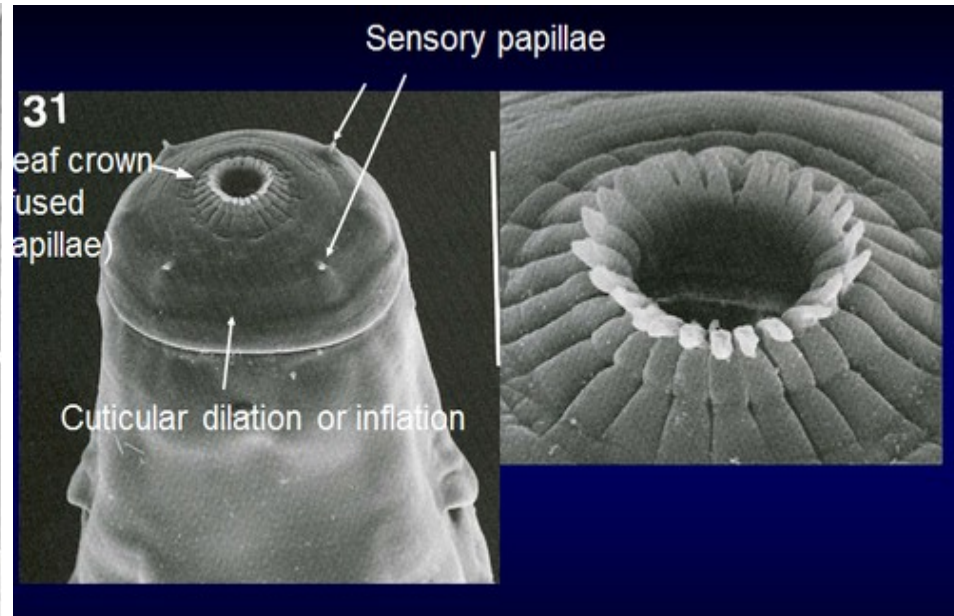 Sensory papillae
31
eaf crown
fused
apillae)
Cuticular dilation or inflation